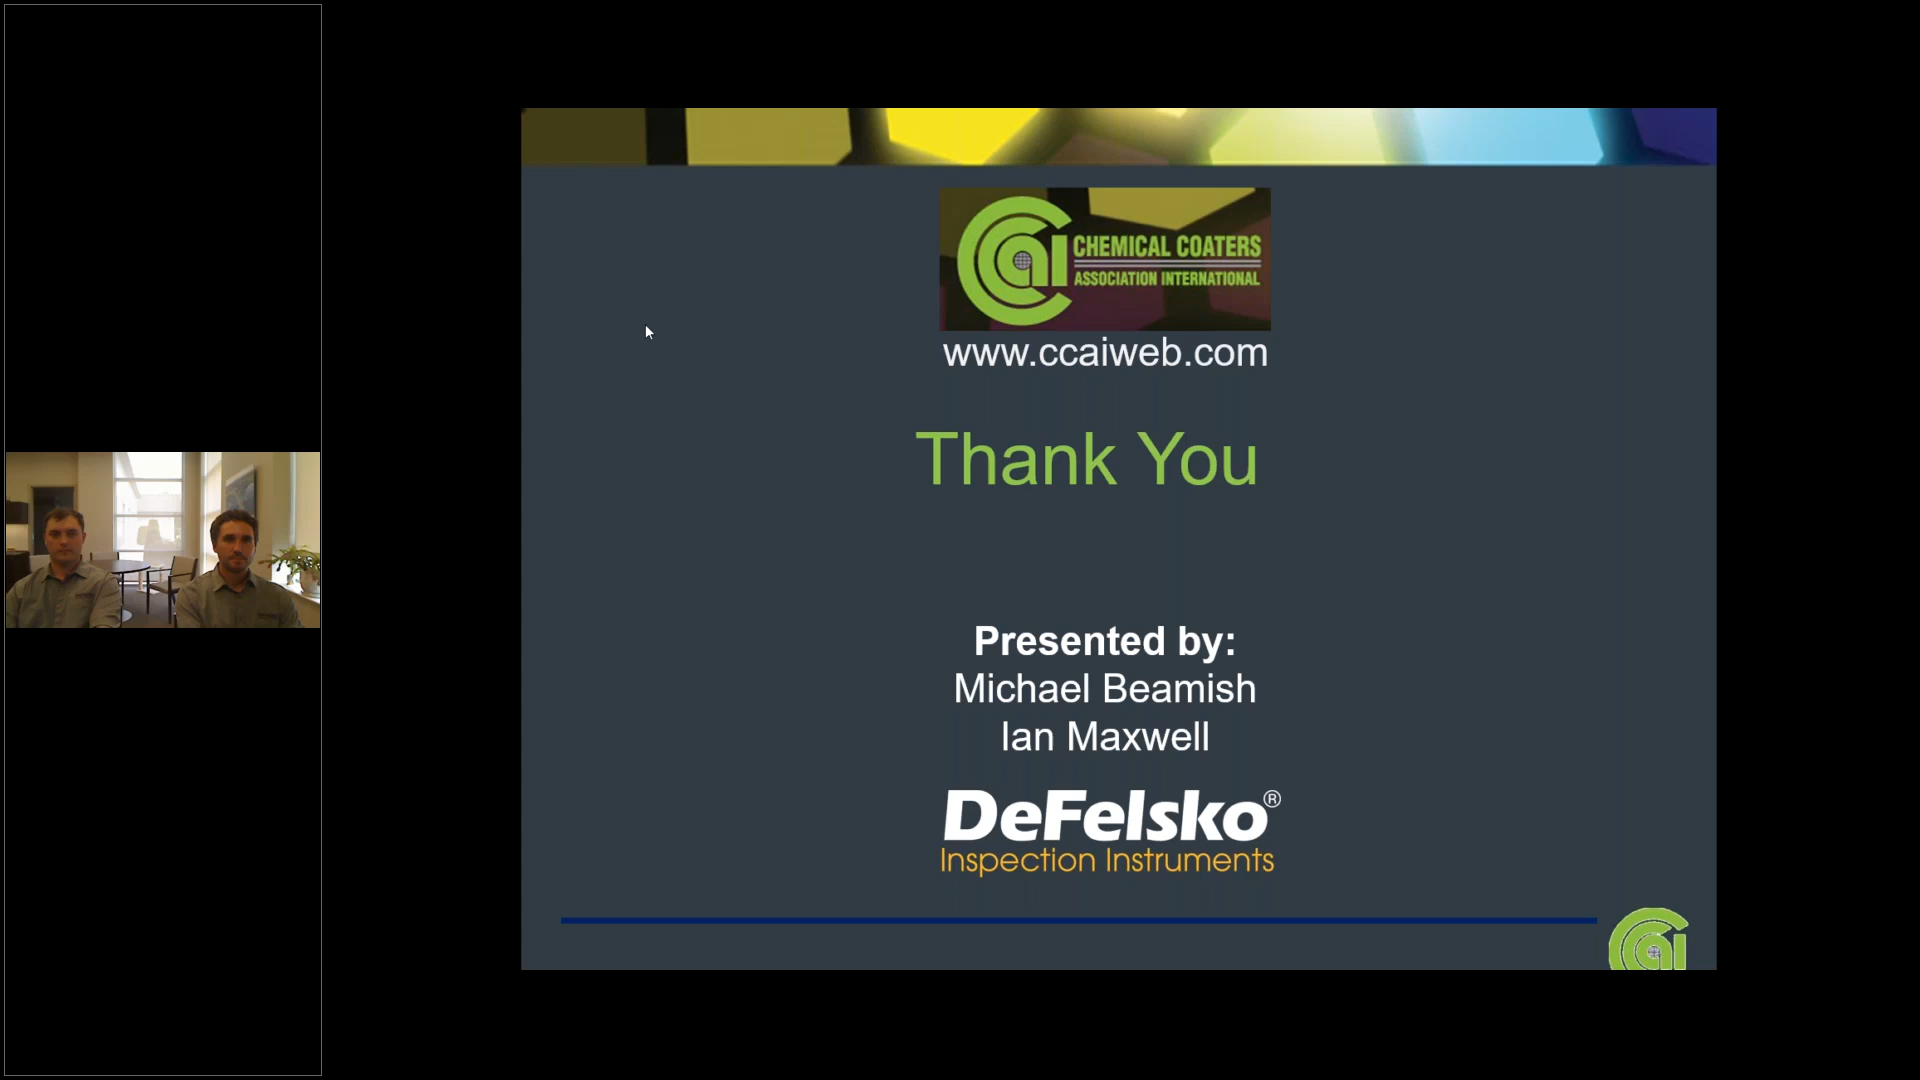 CHEMICAL COATERS
ASSOCIATION INTERNATIONAL
www.ccaiweb.com
Thank You
Presented by:
Michael Beamish
Ian Maxwell
DeFelsko®
Inspection Instruments